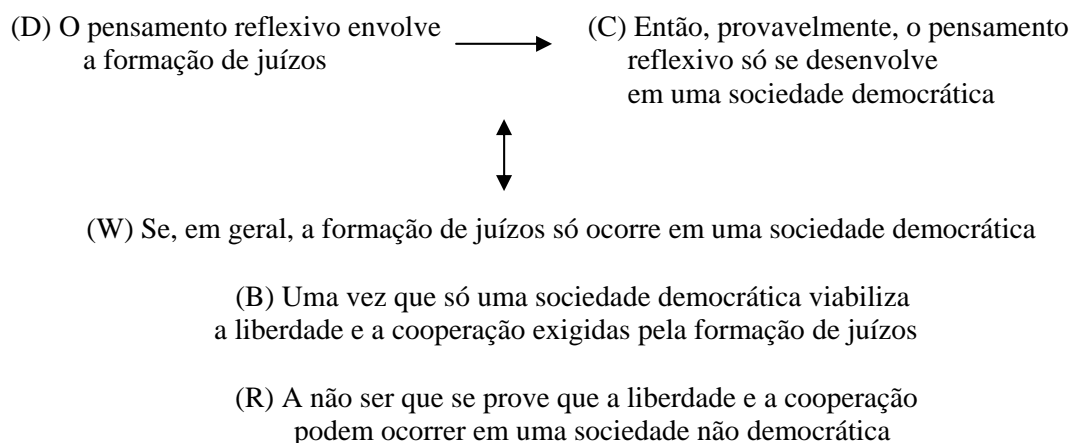 (D) O pensamento reflexivo envolve
a formação de juízos
(C) Então, provavelmente, o pensamento
reflexivo só se desenvolve
em uma sociedade democrática
(W) Se, em geral, a formação de juízos só ocorre em uma sociedade democrática
(B) Uma vez que só uma sociedade democrática viabiliza
a liberdade e a cooperação exigidas pela formação de juízos
(R) A não ser que se prove que a liberdade e a cooperação
podem ocorrer em uma sociedade não democrática